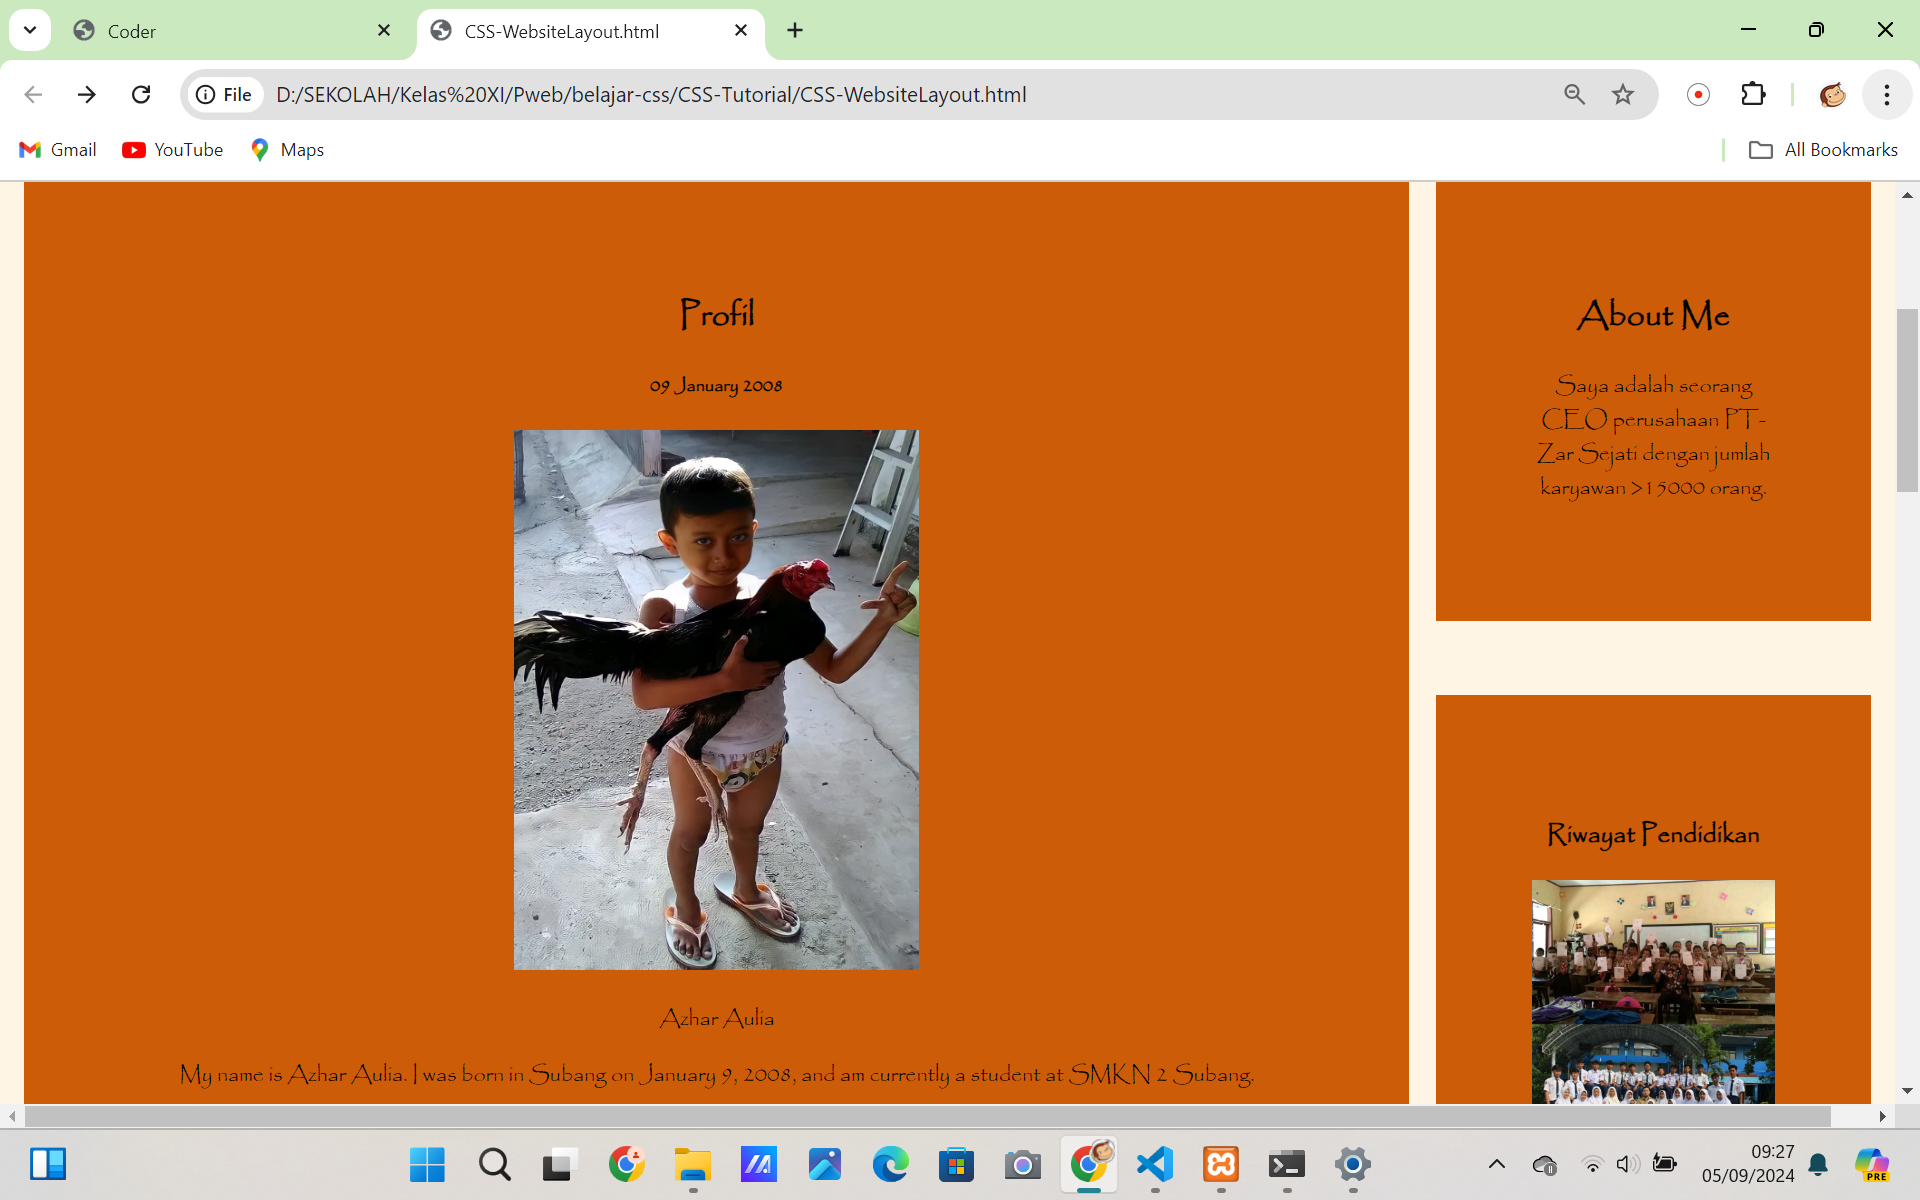 Coder
CSS-WebsiteLayout.html
File
D:/SEKOLAH/Kelas%20XI/Pweb/belajar-css/CSS-Tutorial/CSS-WebsiteLayout.html
Gmail
YouTube
Maps
All Bookmarks
Profil
09 January 2008
Azhar Aulia
My name is Azhar Aulia. I was born in Subang on January 9, 2008, and am currently a student at SMKN 2 Subang.
About Me
Saya adalah seorang
CEO perusahaan PT-
Zar Sejati dengan jumlah
karyawan >15000 orang.
Riwayat Pendidikan
09:27
05/09/2024
PRE